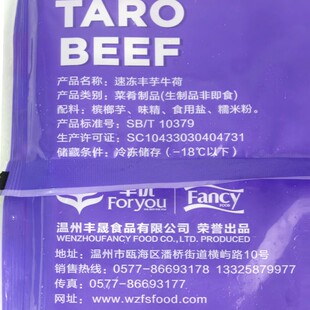 TARO
BEEF
产品名称：速冻丰芋牛荷
产品类别：菜肴制品(生制品非即食)
配料：槟榔芋、味精、食用盐、糯米粉。
产品标准号：SB/T 10379
生产许可证：SC10433030404731
储藏条件：冷冻储存(-18℃以下)
丰优
Foryou
Fancy
FOOD
温州丰晟食品有限公司 荣誉出品
WENZHOUFANCY FOOD CO., LTD. PRODUCED
地址：温州市瓯海区潘桥街道横屿路10号
销售热线：0577-86693178 13325879977
传真：0577-86693177
网址：www.wzfsfood.com